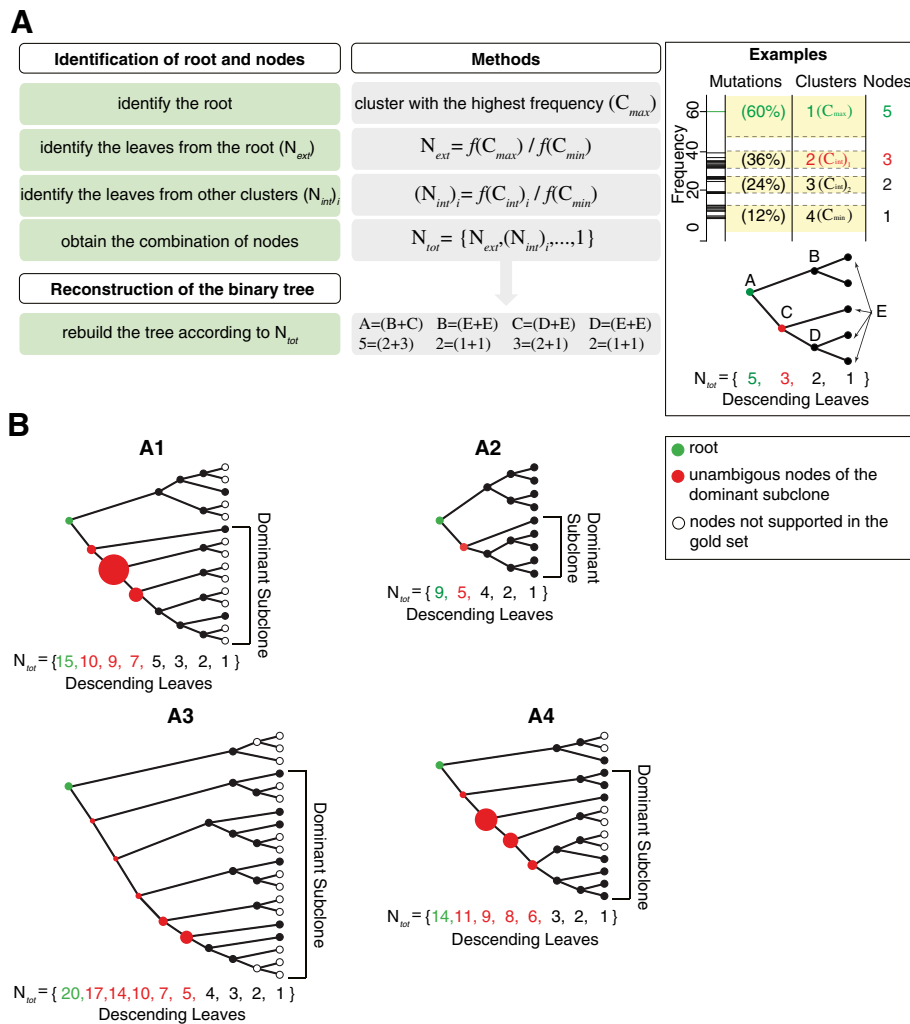 A
Identification of root and nodes
Methods
identify the root
cluster with the highest frequency (Cmax)
identify the leaves from the root (Next)
Next = f(Cmax) / f(Cmin)
identify the leaves from other clusters (Nint)i
(Nint)i = f(Cint)i / f(Cmin)
obtain the combination of nodes
Ntot = {Next,(Nint)i,...,1}
Reconstruction of the binary tree
rebuild the tree according to Ntot
A=(B+C) B=(E+E) C=(D+E) D=(E+E)
5=(2+3) 2=(1+1) 3=(2+1) 2=(1+1)
Examples
Mutations Clusters Nodes
Frequency
60
40
20
0
(60%) 1(Cmax) 5
(36%) 2(Cint)1 3
(24%) 3(Cint)2 2
(12%) 4(Cmin) 1
A
B
C
D
E
Ntot = { 5, 3, 2, 1 }
Descending Leaves
B
A1
Dominant Subclone
Ntot = {15,10, 9, 7, 5, 3, 2, 1 }
Descending Leaves
A2
Dominant
Subclone
Ntot = { 9, 5, 4, 2, 1 }
Descending Leaves
root
unambigous nodes of the
dominant subclone
nodes not supported in the
gold set
A3
Dominant Subclone
Ntot = { 20,17,14,10, 7, 5, 4, 3, 2, 1 }
Descending Leaves
A4
Dominant Subclone
Ntot = {14,11, 9, 8, 6, 3, 2, 1 }
Descending Leaves